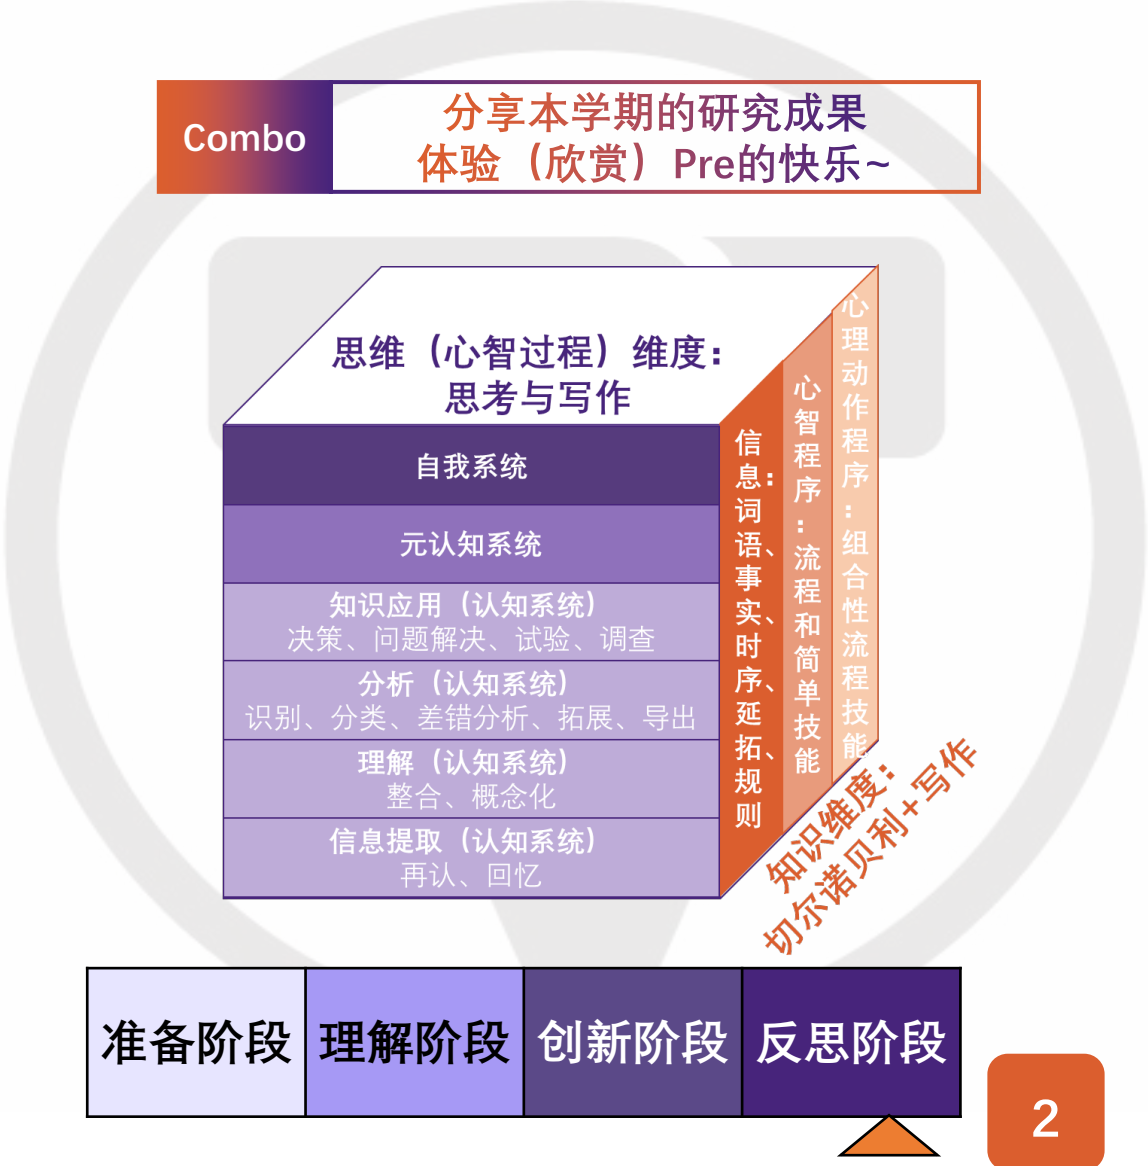 Combo
分享本学期的研究成果
体验（欣赏）Pre的快乐~
思维（心智过程）维度：
思考与写作
自我系统
元认知系统
知识应用（认知系统）
决策、问题解决、试验、调查
分析（认知系统）
识别、分类、差错分析、拓展、导出
理解（认知系统）
整合、概念化
信息提取（认知系统）
再认、回忆
信息：词语、事实、时序、延拓、规则
心智程序：流程和简单技能
心理动作程序：组合性流程技能
知识维度：
切尔诺贝利+写作
准备阶段
理解阶段
创新阶段
反思阶段
2